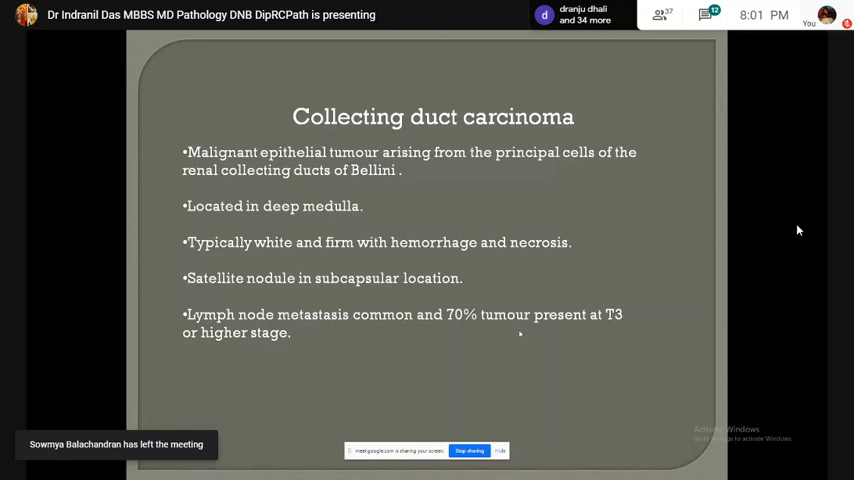 Dr Indranil Das MBBS MD Pathology DNB DipRCPath is presenting
d
dranju dhali
and 34 more
37
12
8:01 PM
You
Collecting duct carcinoma
•Malignant epithelial tumour arising from the principal cells of the
renal collecting ducts of Bellini .
•Located in deep medulla.
•Typically white and firm with hemorrhage and necrosis.
•Satellite nodule in subcapsular location.
•Lymph node metastasis common and 70% tumour present at T3
or higher stage.
Activate Windows
Go to Settings to activate Windows.
Sowmya Balachandran has left the meeting
meet.google.com is sharing your screen.
Stop sharing
Hide